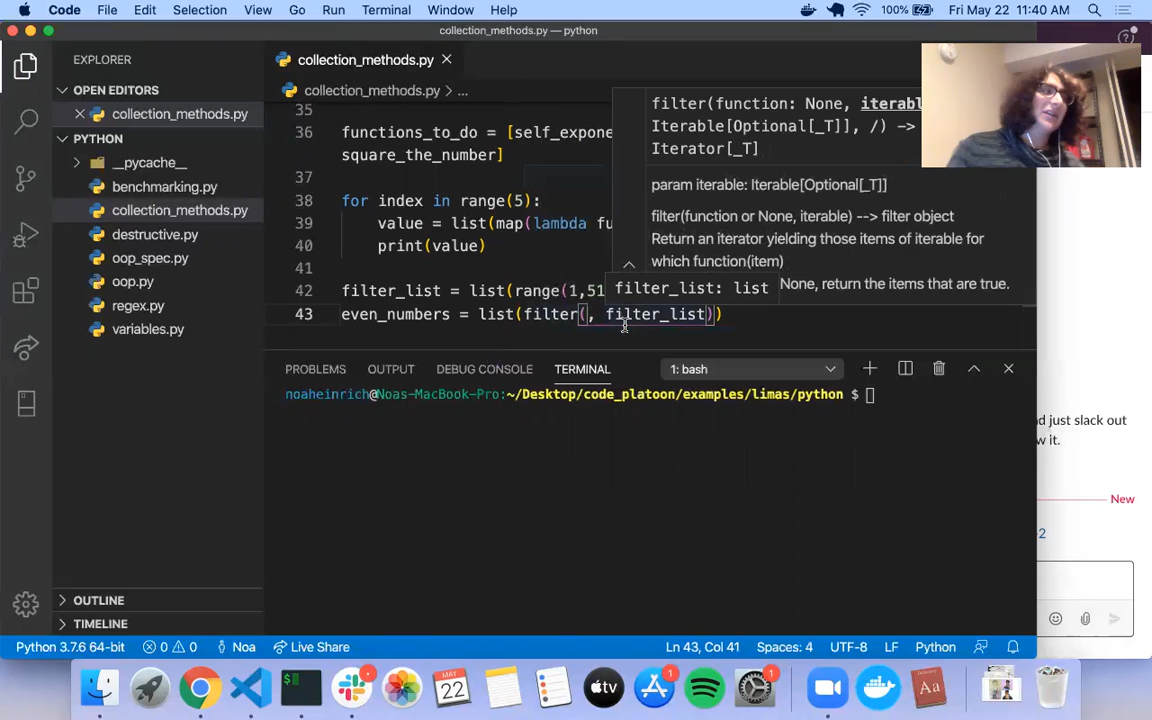 Code File Edit Selection View Go Run Terminal Window Help 100% Fri May 22 11:40 AM
collection_methods.py — python
EXPLORER
OPEN EDITORS
collection_methods.py
PYTHON
__pycache__
benchmarking.py
collection_methods.py
destructive.py
oop_spec.py
oop.py
regex.py
variables.py
OUTLINE
TIMELINE
collection_methods.py
collection_methods.py > ...
35
36 functions_to_do = [self_expone
square_the_number]
37
38 for index in range(5):
39 value = list(map(lambda fu
40 print(value)
41
42 filter_list = list(range(1,51
43 even_numbers = list(filter(, filter_list))
filter(function: None, iterabl
Iterable[Optional[_T]], /) ->
Iterator[_T]
param iterable: Iterable[Optional[_T]]
filter(function or None, iterable) --> filter object
Return an iterator yielding those items of iterable for
which function(item)
None, return the items that are true.
filter_list: list
PROBLEMS OUTPUT DEBUG CONSOLE TERMINAL 1: bash
noaheinrich@Noas-MacBook-Pro:~/Desktop/code_platoon/examples/limas/python $
d just slack out
w it.
New
-2
Python 3.7.6 64-bit 0 0 Noa Live Share Ln 43, Col 41 Spaces: 4 UTF-8 LF Python
22
tv
1
1
Aa